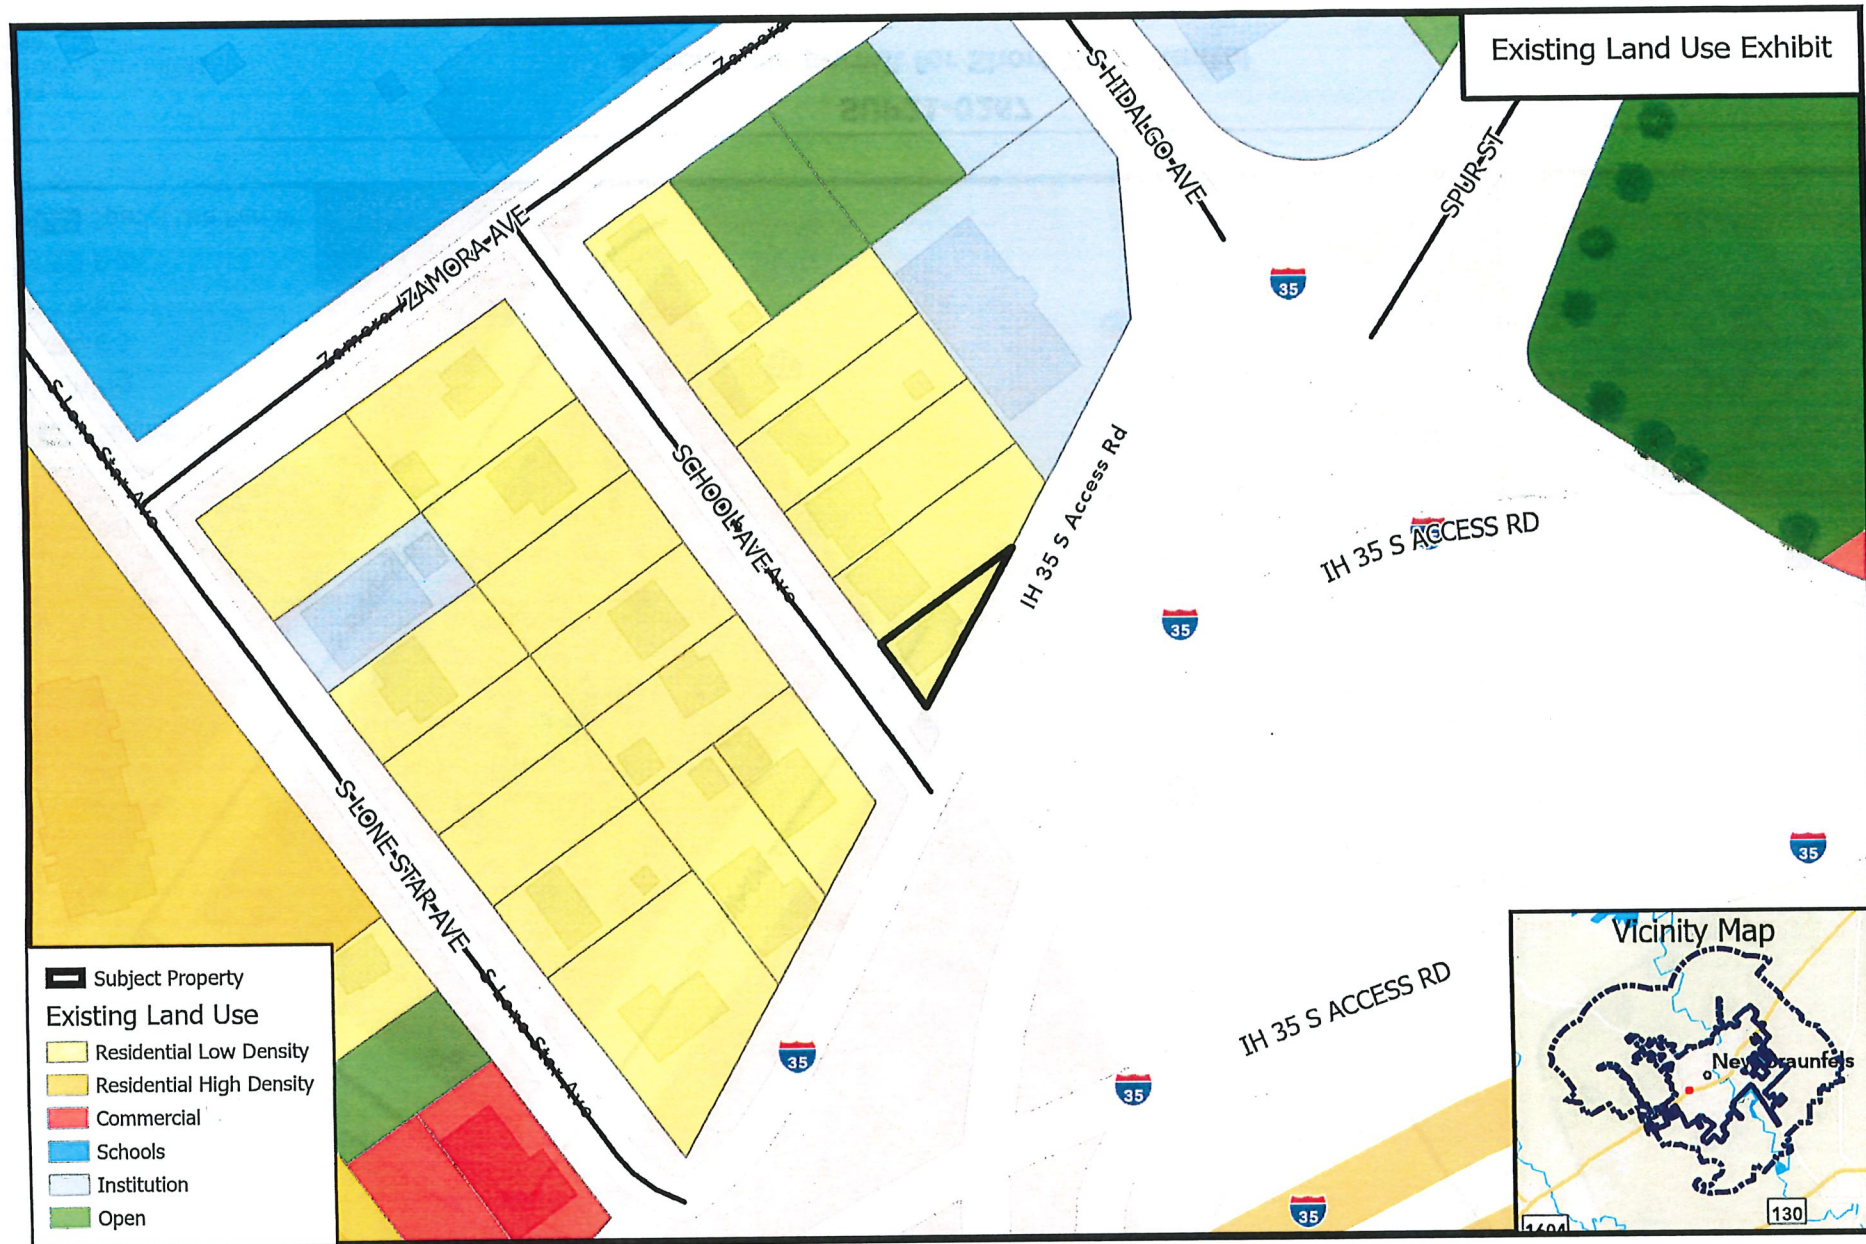 Existing Land Use Exhibit
Zamora
S-HIDALGO-AVE
SPUR-ST
ZAMORA-AVE
Zamora
35
S Lone Star Ave
SCHOOL-AVE
Ave
IH 35 S Access Rd
IH 35 S ACCESS RD
35
35
S-LONE-STAR-AVE
S Lone Star Ave
IH 35 S ACCESS RD
35
35
35
Subject Property
Existing Land Use
Residential Low Density
Residential High Density
Commercial
Schools
Institution
Open
Vicinity Map
New Braunfels
130
1604